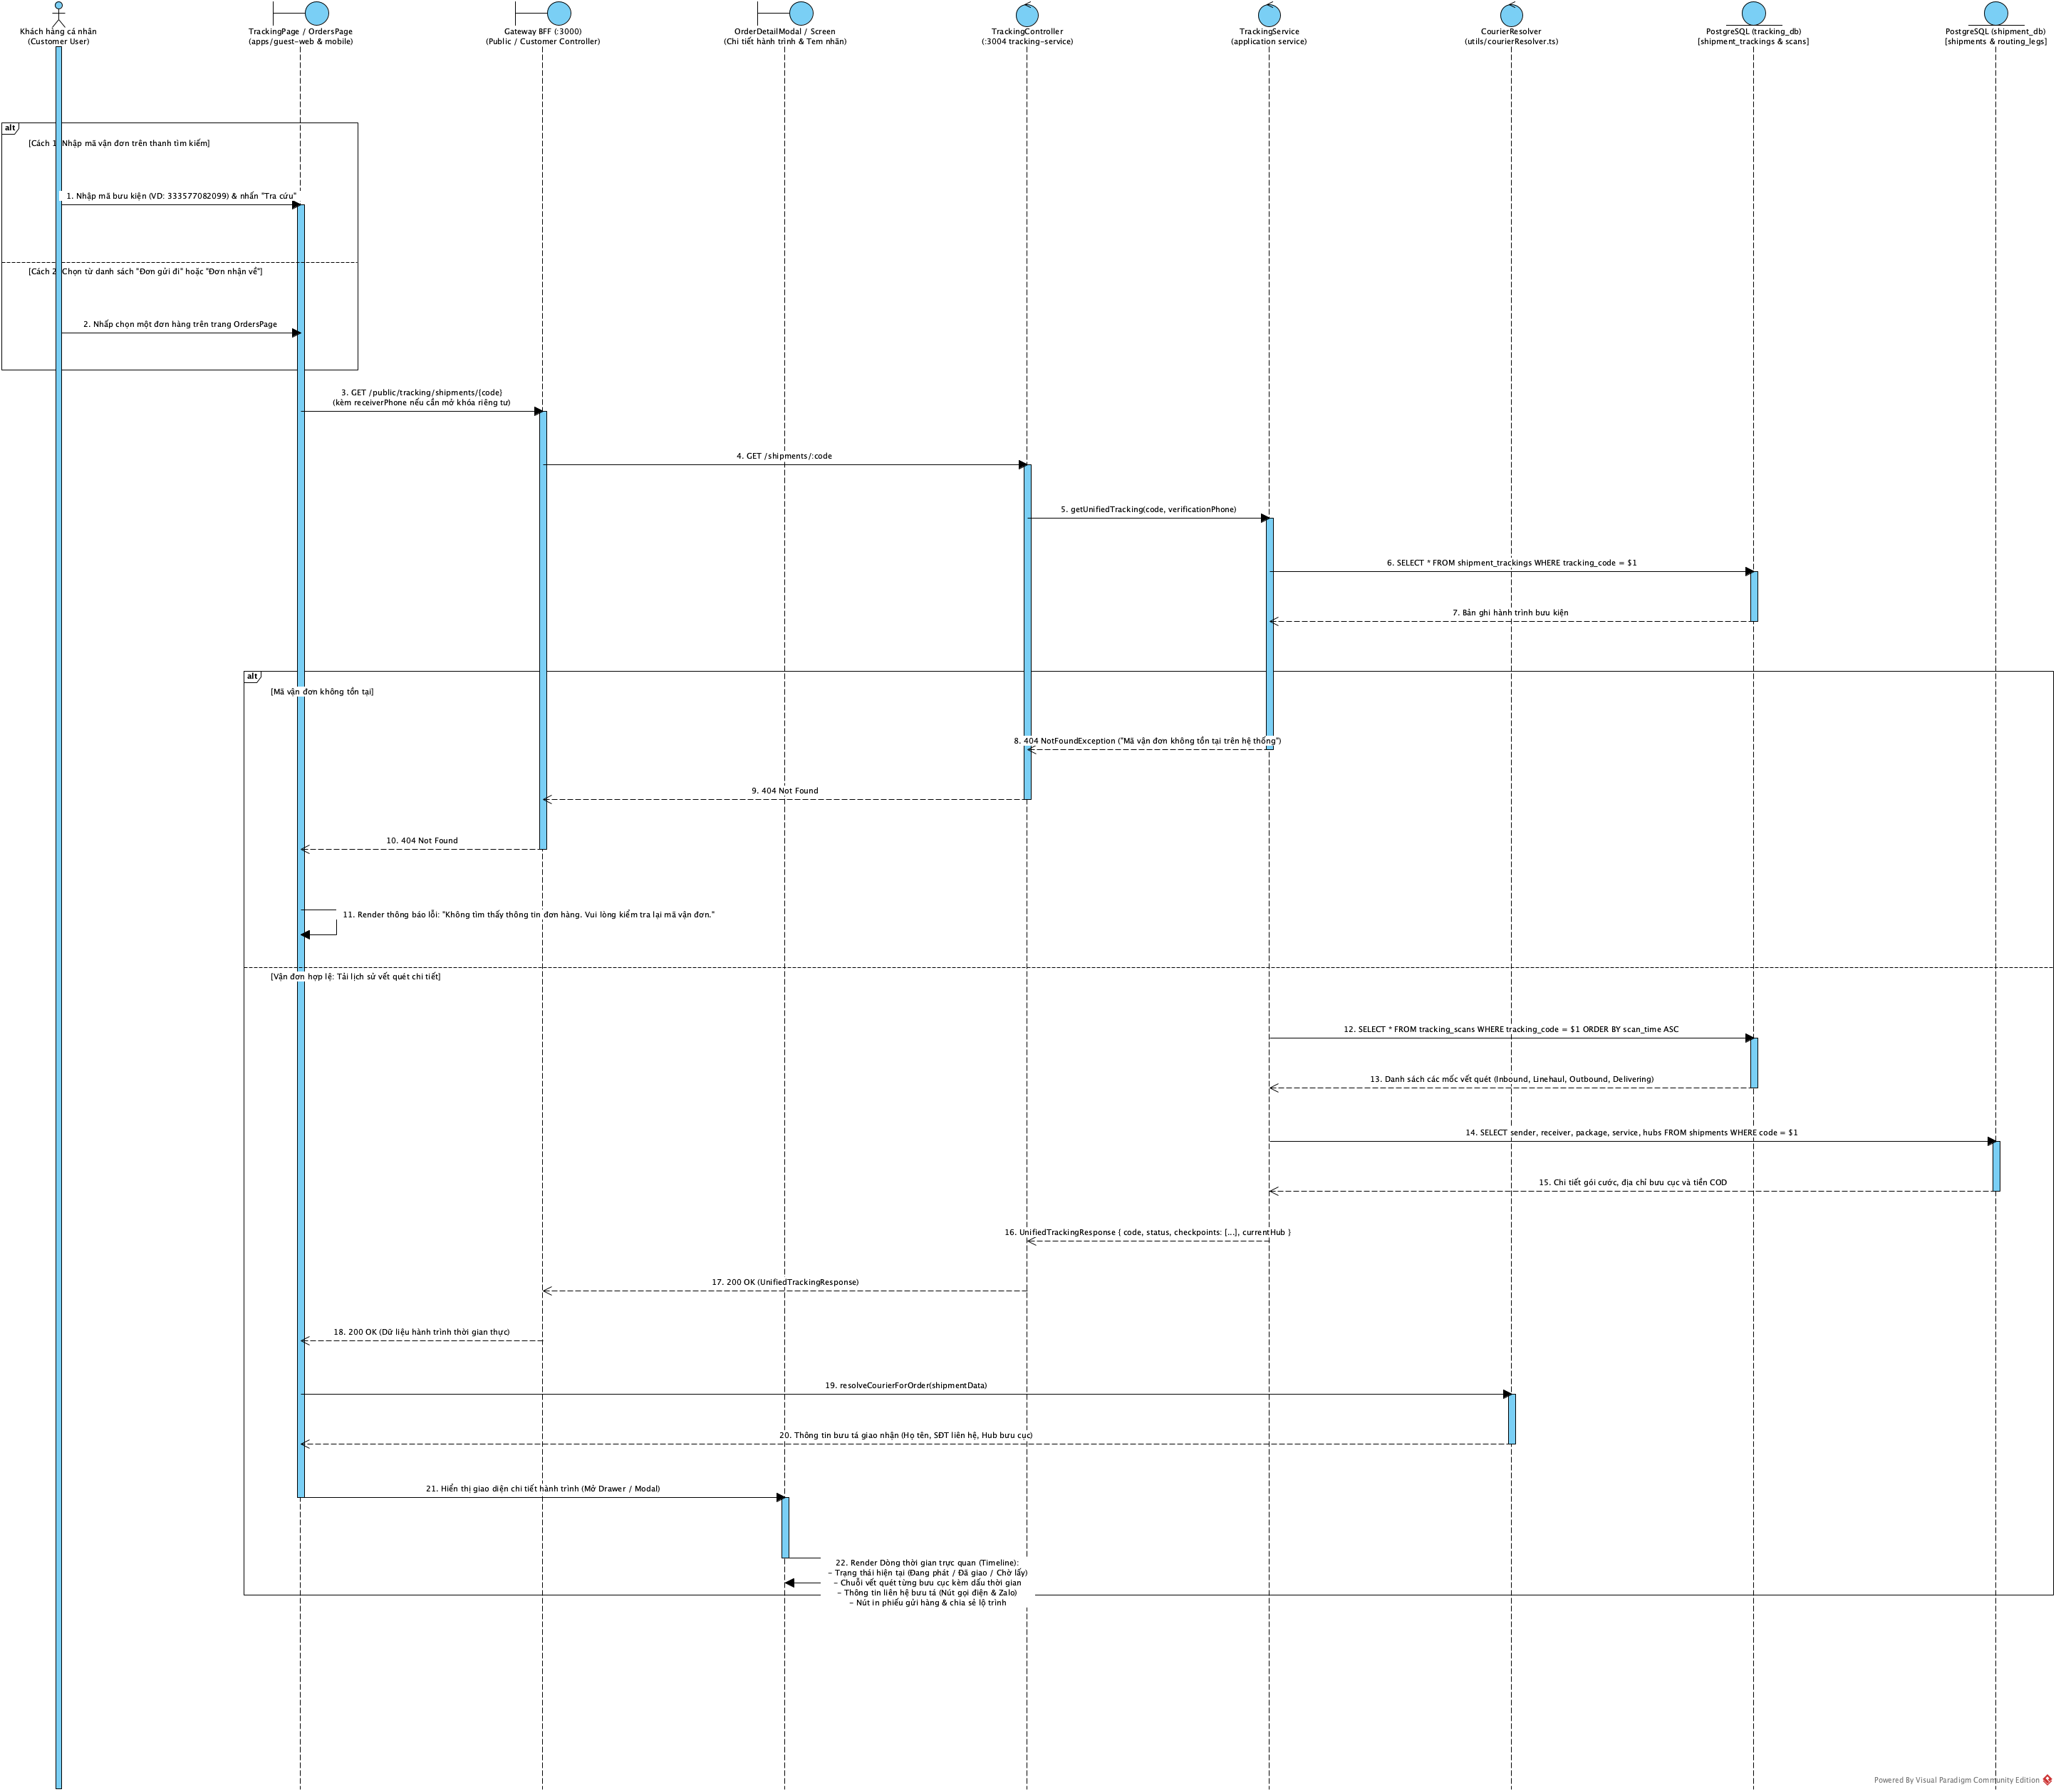 Khách hàng cá nhân
(Customer User)
TrackingPage / OrdersPage
(apps/guest-web & mobile)
Gateway BFF (:3000)
(Public / Customer Controller)
OrderDetailModal / Screen
(Chi tiết hành trình & Tem nhãn)
TrackingController
(:3004 tracking-service)
TrackingService
(application service)
CourierResolver
(utils/courierResolver.ts)
PostgreSQL (tracking_db)
[shipment_trackings & scans]
PostgreSQL (shipment_db)
[shipments & routing_legs]
alt
[Cách 1: Nhập mã vận đơn trên thanh tìm kiếm]
1. Nhập mã bưu kiện (VD: 333577082099) & nhấn "Tra cứu"
[Cách 2: Chọn từ danh sách "Đơn gửi đi" hoặc "Đơn nhận về"]
2. Nhấp chọn một đơn hàng trên trang OrdersPage
3. GET /public/tracking/shipments/{code}
(kèm receiverPhone nếu cần mở khóa riêng tư)
4. GET /shipments/:code
5. getUnifiedTracking(code, verificationPhone)
6. SELECT * FROM shipment_trackings WHERE tracking_code = $1
7. Bản ghi hành trình bưu kiện
alt
[Mã vận đơn không tồn tại]
8. 404 NotFoundException ("Mã vận đơn không tồn tại trên hệ thống")
9. 404 Not Found
10. 404 Not Found
11. Render thông báo lỗi: "Không tìm thấy thông tin đơn hàng. Vui lòng kiểm tra lại mã vận đơn."
[Vận đơn hợp lệ: Tải lịch sử vết quét chi tiết]
12. SELECT * FROM tracking_scans WHERE tracking_code = $1 ORDER BY scan_time ASC
13. Danh sách các mốc vết quét (Inbound, Linehaul, Outbound, Delivering)
14. SELECT sender, receiver, package, service, hubs FROM shipments WHERE code = $1
15. Chi tiết gói cước, địa chỉ bưu cục và tiền COD
16. UnifiedTrackingResponse { code, status, checkpoints: [...], currentHub }
17. 200 OK (UnifiedTrackingResponse)
18. 200 OK (Dữ liệu hành trình thời gian thực)
19. resolveCourierForOrder(shipmentData)
20. Thông tin bưu tá giao nhận (Họ tên, SĐT liên hệ, Hub bưu cục)
21. Hiển thị giao diện chi tiết hành trình (Mở Drawer / Modal)
22. Render Dòng thời gian trực quan (Timeline):
- Trạng thái hiện tại (Đang phát / Đã giao / Chờ lấy)
- Chuỗi vết quét từng bưu cục kèm dấu thời gian
- Thông tin liên hệ bưu tá (Nút gọi điện & Zalo)
- Nút in phiếu gửi hàng & chia sẻ lộ trình
Powered By Visual Paradigm Community Edition